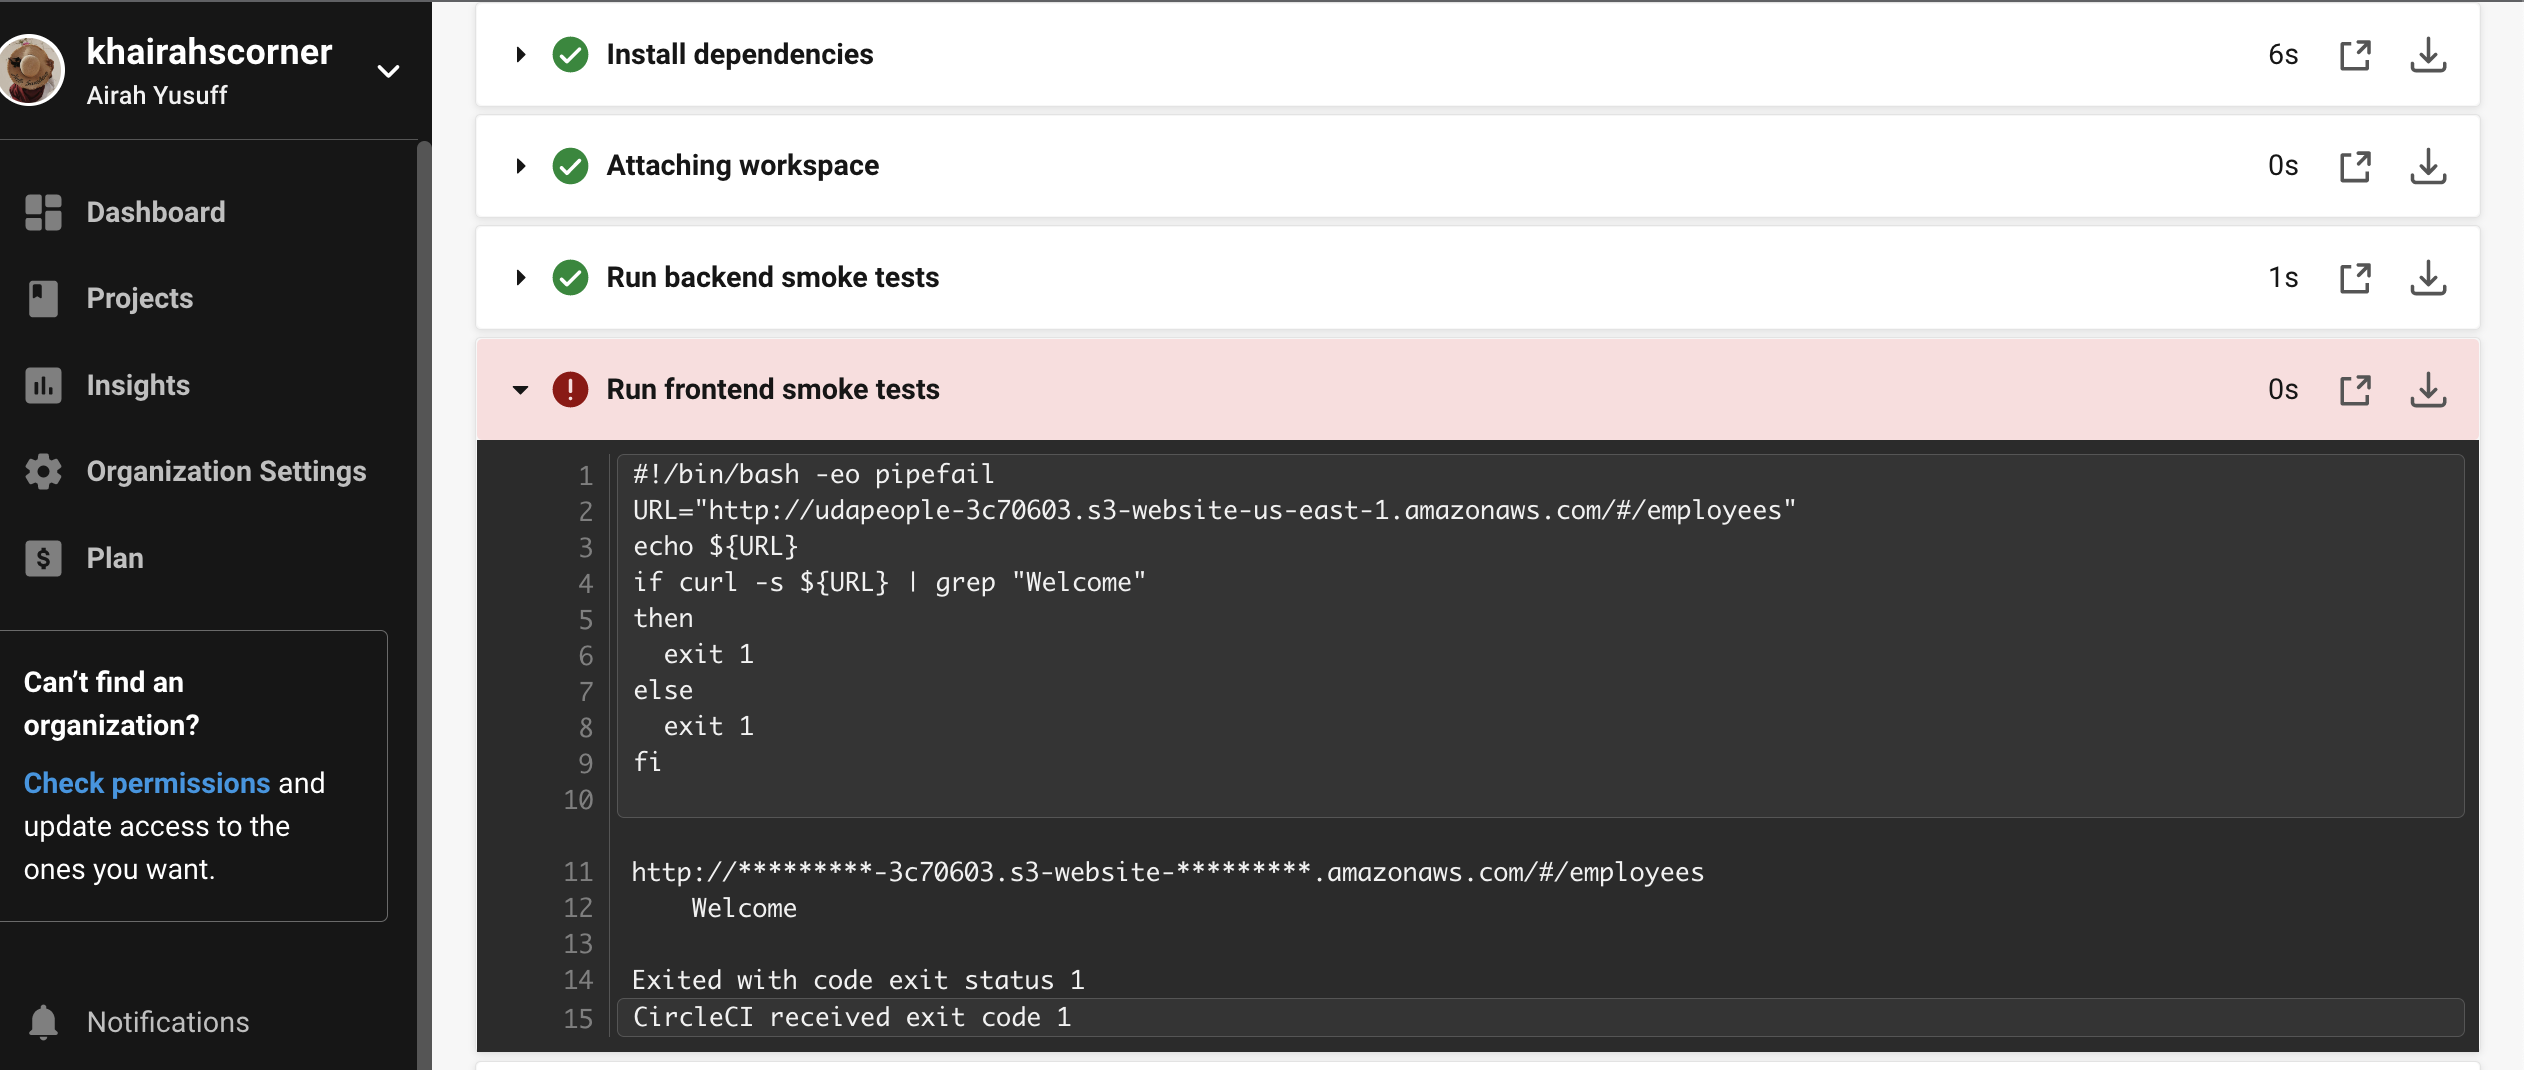 khairahscorner
Airah Yusuff
Dashboard
Projects
Insights
Organization Settings
Plan
Can’t find an
organization?
Check permissions and
update access to the
ones you want.
Notifications
Install dependencies 6s
Attaching workspace 0s
Run backend smoke tests 1s
Run frontend smoke tests 0s
1 #!/bin/bash -eo pipefail
2 URL="http://udapeople-3c70603.s3-website-us-east-1.amazonaws.com/#/employees"
3 echo ${URL}
4 if curl -s ${URL} | grep "Welcome"
5 then
6   exit 1
7 else
8   exit 1
9 fi
10
11 http://*********-3c70603.s3-website-*********.amazonaws.com/#/employees
12     Welcome
13
14 Exited with code exit status 1
15 CircleCI received exit code 1